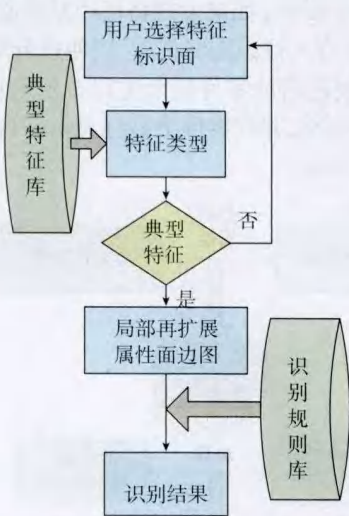 用户选择特征
标识面
典型特征库
特征类型
典型
特征
否
是
局部再扩展
属性面边图
识别规则库
识别结果